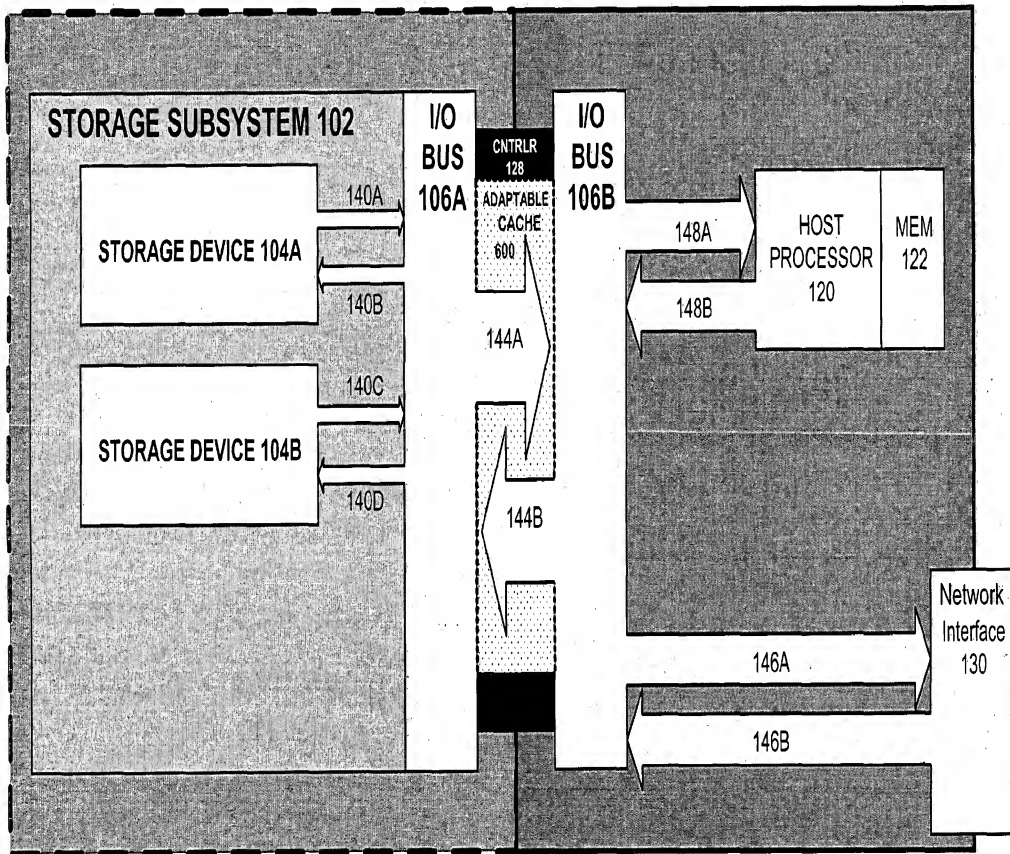 STORAGE SUBSYSTEM 102
I/O
BUS
106A
CNTRLR
128
ADAPTABLE
CACHE
600
I/O
BUS
106B
140A
STORAGE DEVICE 104A
140B
140C
STORAGE DEVICE 104B
140D
144A
144B
148A
148B
HOST
PROCESSOR
120
MEM
122
146A
146B
Network
Interface
130